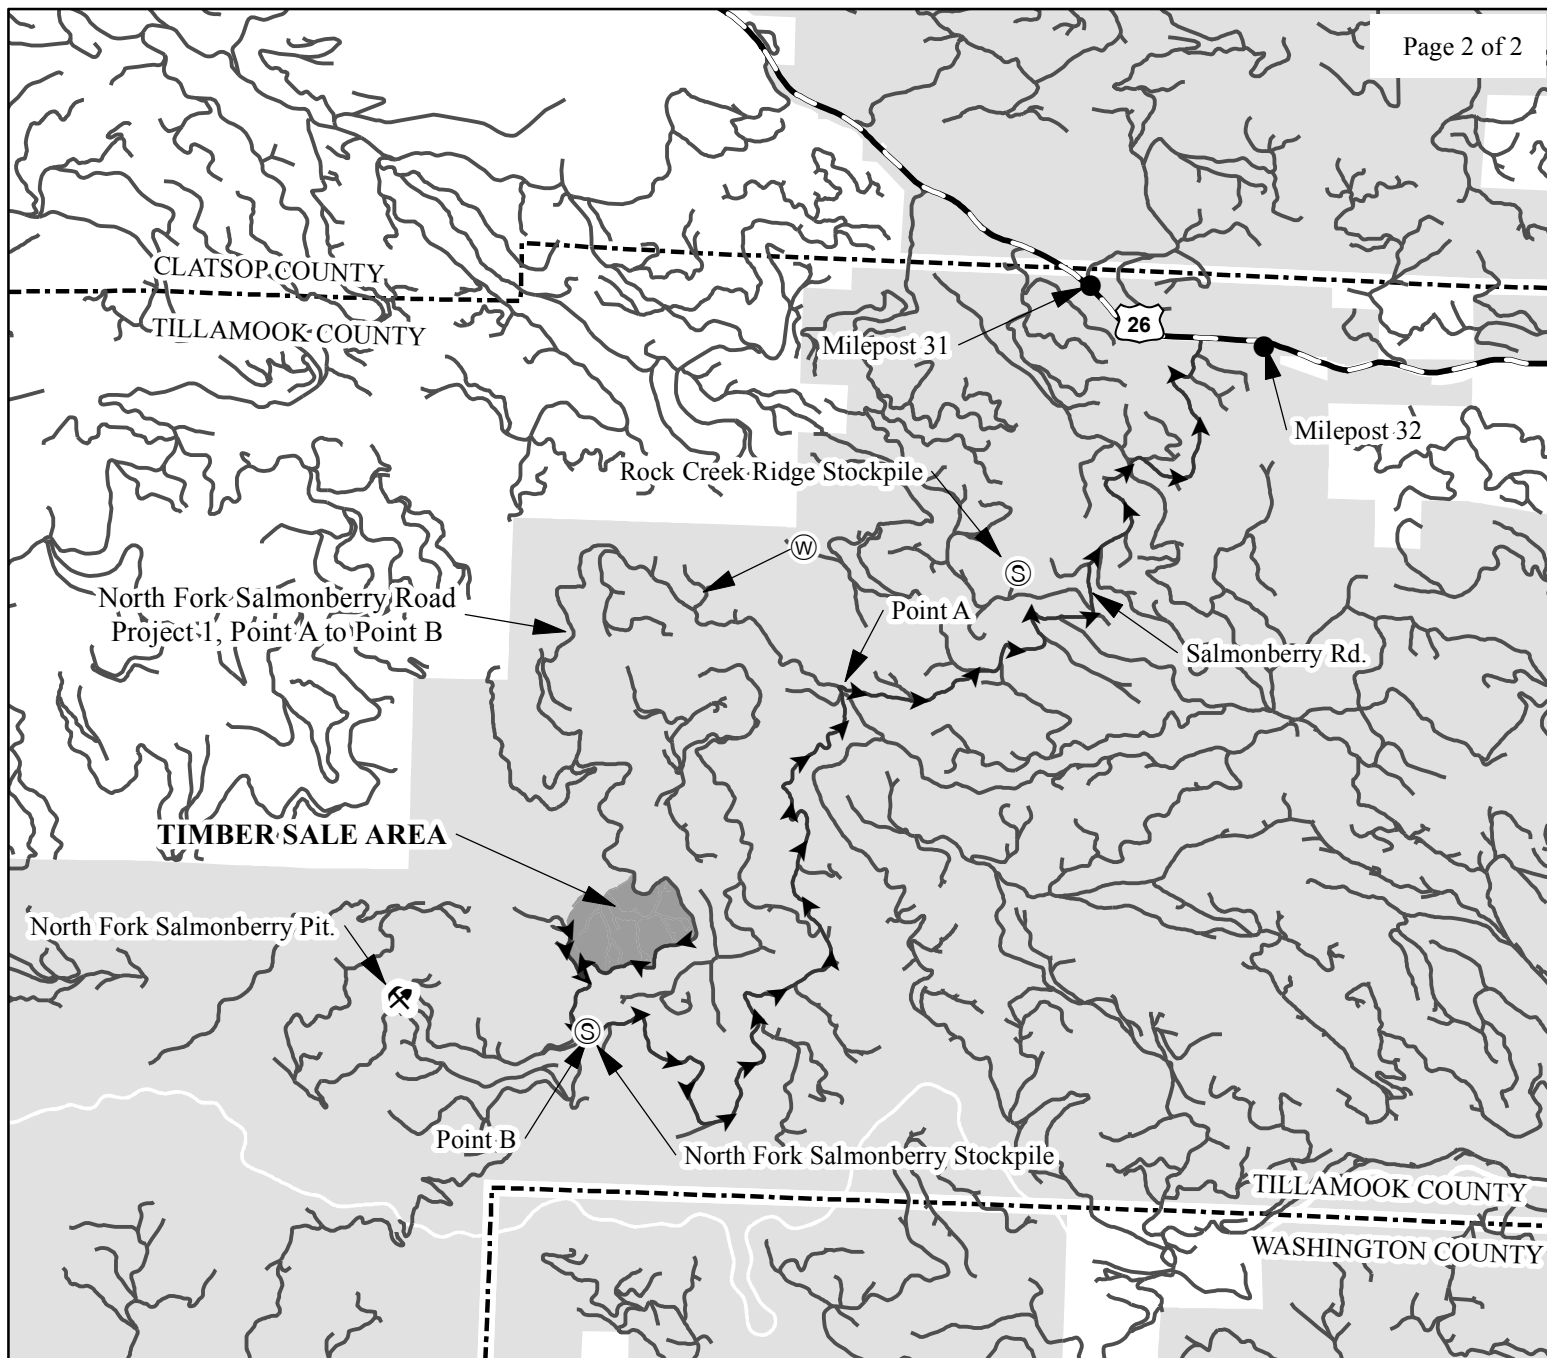 Page 2 of 2
CLATSOP COUNTY
TILLAMOOK COUNTY
26
Milepost 31
Milepost 32
Rock Creek Ridge Stockpile
W
S
North Fork Salmonberry Road
Project 1, Point A to Point B
Point A
Salmonberry Rd.
TIMBER SALE AREA
North Fork Salmonberry Pit.
S
Point B
North Fork Salmonberry Stockpile
TILLAMOOK COUNTY
WASHINGTON COUNTY